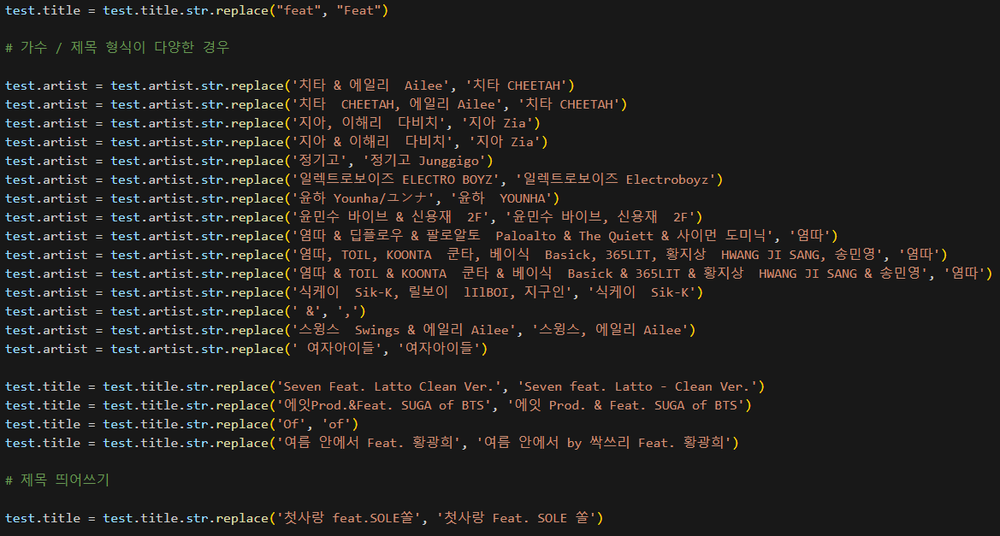 test.title = test.title.str.replace("feat", "Feat")
# 가수 / 제목 형식이 다양한 경우
test.artist = test.artist.str.replace('치타 & 에일리  Ailee', '치타 CHEETAH')
test.artist = test.artist.str.replace('치타  CHEETAH, 에일리 Ailee', '치타 CHEETAH')
test.artist = test.artist.str.replace('지아, 이해리  다비치', '지아 Zia')
test.artist = test.artist.str.replace('지아 & 이해리  다비치', '지아 Zia')
test.artist = test.artist.str.replace('정기고', '정기고 Junggigo')
test.artist = test.artist.str.replace('일렉트로보이즈 ELECTRO BOYZ', '일렉트로보이즈 Electroboyz')
test.artist = test.artist.str.replace('윤하 Younha/ユンナ', '윤하  YOUNHA')
test.artist = test.artist.str.replace('윤민수 바이브 & 신용재  2F', '윤민수 바이브, 신용재  2F')
test.artist = test.artist.str.replace('염따 & 딥플로우 & 팔로알토  Paloalto & The Quiett & 사이먼 도미닉', '염따')
test.artist = test.artist.str.replace('염따, TOIL, KOONTA  쿤타, 베이식  Basick, 365LIT, 황지상  HWANG JI SANG, 송민영', '염따')
test.artist = test.artist.str.replace('염따 & TOIL & KOONTA  쿤타 & 베이식  Basick & 365LIT & 황지상  HWANG JI SANG & 송민영', '염따')
test.artist = test.artist.str.replace('식케이  Sik-K, 릴보이  lIlBOI, 지구인', '식케이  Sik-K')
test.artist = test.artist.str.replace(' &', ',')
test.artist = test.artist.str.replace('스윙스  Swings & 에일리 Ailee', '스윙스, 에일리 Ailee')
test.artist = test.artist.str.replace(' 여자아이들', '여자아이들')
test.title = test.title.str.replace('Seven Feat. Latto Clean Ver.', 'Seven feat. Latto - Clean Ver.')
test.title = test.title.str.replace('에잇Prod.&Feat. SUGA of BTS', '에잇 Prod. & Feat. SUGA of BTS')
test.title = test.title.str.replace('Of', 'of')
test.title = test.title.str.replace('여름 안에서 Feat. 황광희', '여름 안에서 by 싹쓰리 Feat. 황광희')
# 제목 띄어쓰기
test.title = test.title.str.replace('첫사랑 feat.SOLE쏠', '첫사랑 Feat. SOLE 쏠')